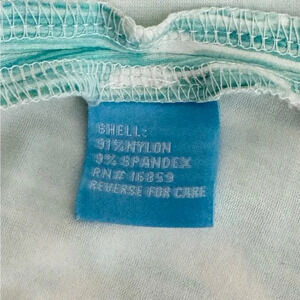 SHELL:
91% NYLON
9% SPANDEX
RN# 16859
REVERSE FOR CARE